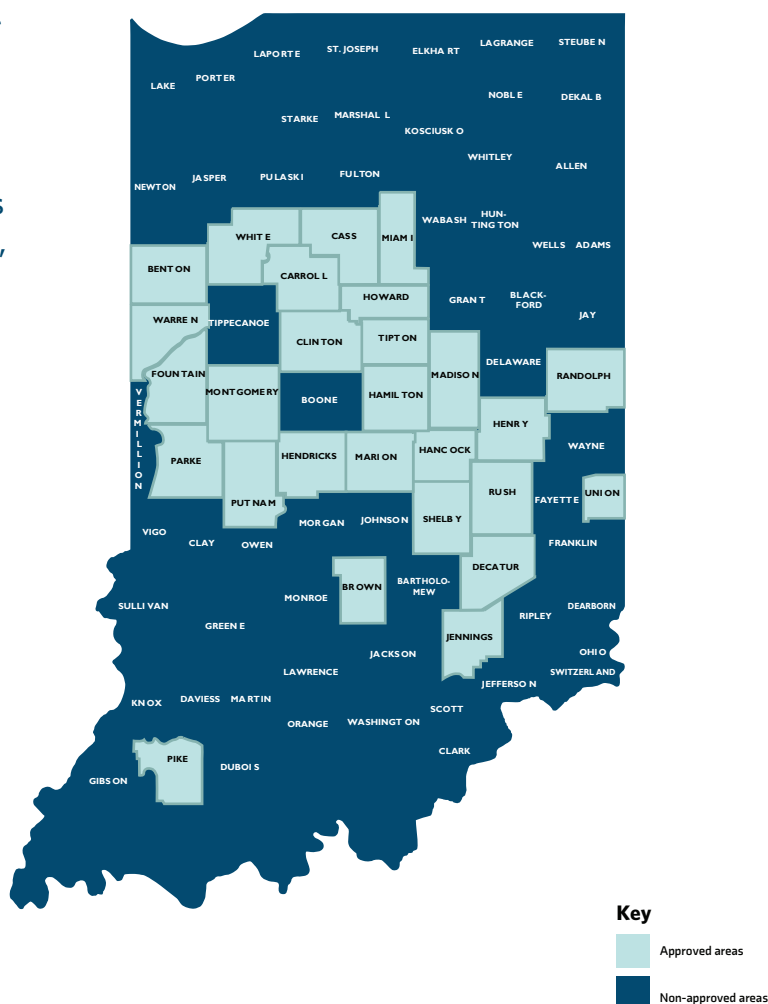 LAPORTE
ST. JOSEPH
ELKHART
LAGRANGE
STEUBEN
LAKE
PORTER
NOBLE
DEKALB
STARKE
MARSHALL
KOSCIUSKO
WHITLEY
ALLEN
NEWTON
JASPER
PULASKI
FULTON
WABASH
HUN-
TINGTON
WHITE
CASS
MIAMI
WELLS
ADAMS
BENTON
CARROLL
HOWARD
GRANT
BLACK-
FORD
JAY
WARREN
TIPPECANOE
CLINTON
TIPTON
FOUNTAIN
MONTGOMERY
BOONE
HAMILTON
MADISON
DELAWARE
RANDOLPH
VERMILLION
HENRY
PARKE
HENDRICKS
MARION
HANCOCK
WAYNE
PUTNAM
RUSH
FAYETTE
UNION
VIGO
CLAY
OWEN
MORGAN
JOHNSON
SHELBY
FRANKLIN
DECATUR
SULLIVAN
GREENE
MONROE
BROWN
BARTHOLO-
MEW
RIPLEY
DEARBORN
JENNINGS
JACKSON
OHIO
LAWRENCE
SWITZERLAND
JEFFERSON
KNOX
DAVIESS
MARTIN
ORANGE
WASHINGTON
SCOTT
CLARK
GIBSON
PIKE
DUBOIS
Key
Approved areas
Non-approved areas